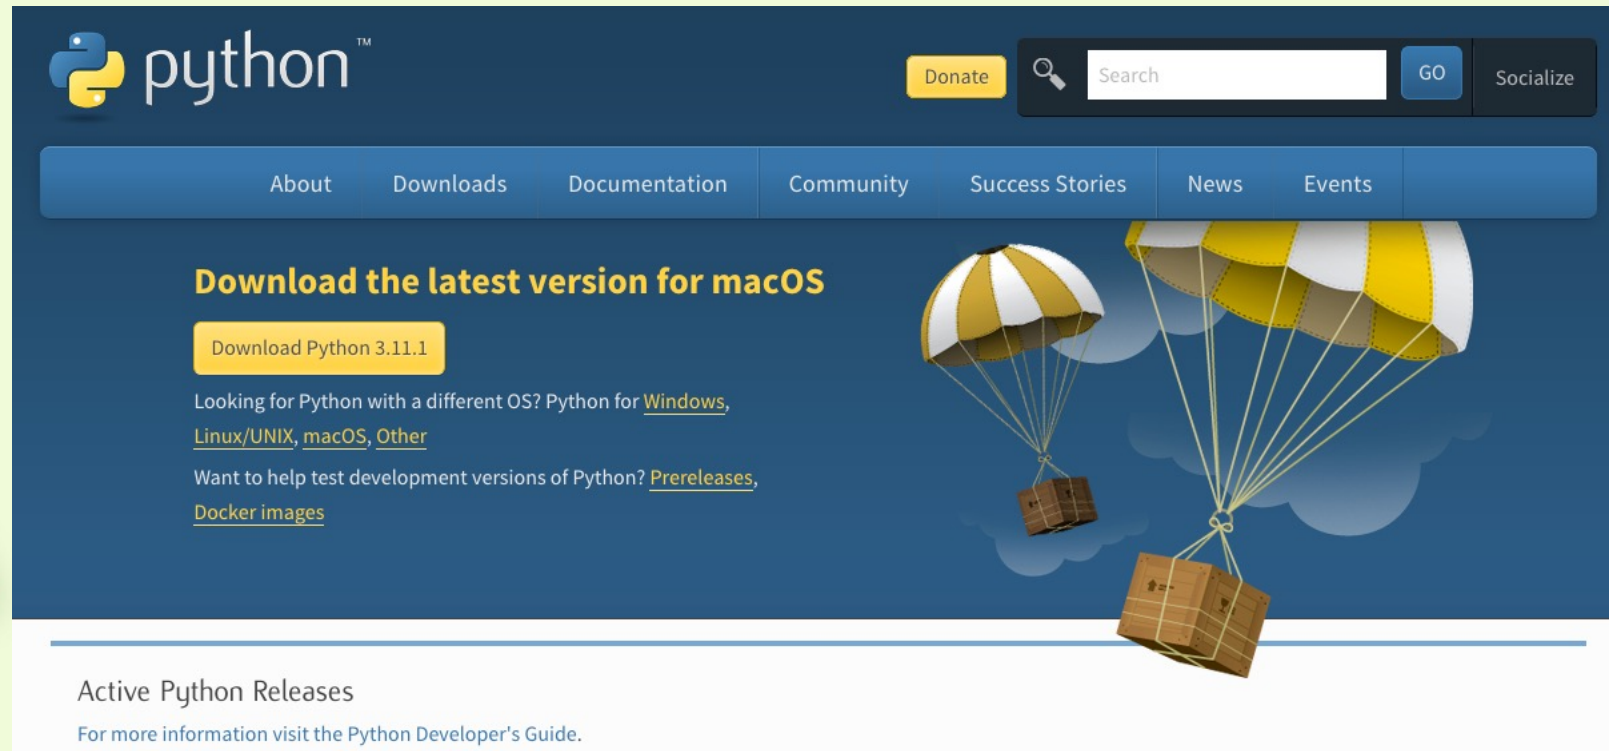 python™
Donate
Search
GO
Socialize
About
Downloads
Documentation
Community
Success Stories
News
Events
Download the latest version for macOS
Download Python 3.11.1
Looking for Python with a different OS? Python for Windows,
Linux/UNIX, macOS, Other
Want to help test development versions of Python? Prereleases,
Docker images
Active Python Releases
For more information visit the Python Developer's Guide.